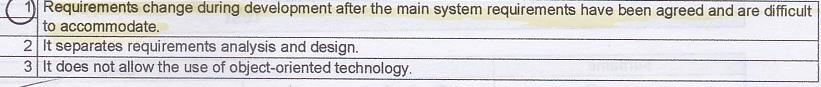 1) Requirements change during development after the main system requirements have been agreed and are difficult
to accommodate.
2 It separates requirements analysis and design.
3 It does not allow the use of object-oriented technology.